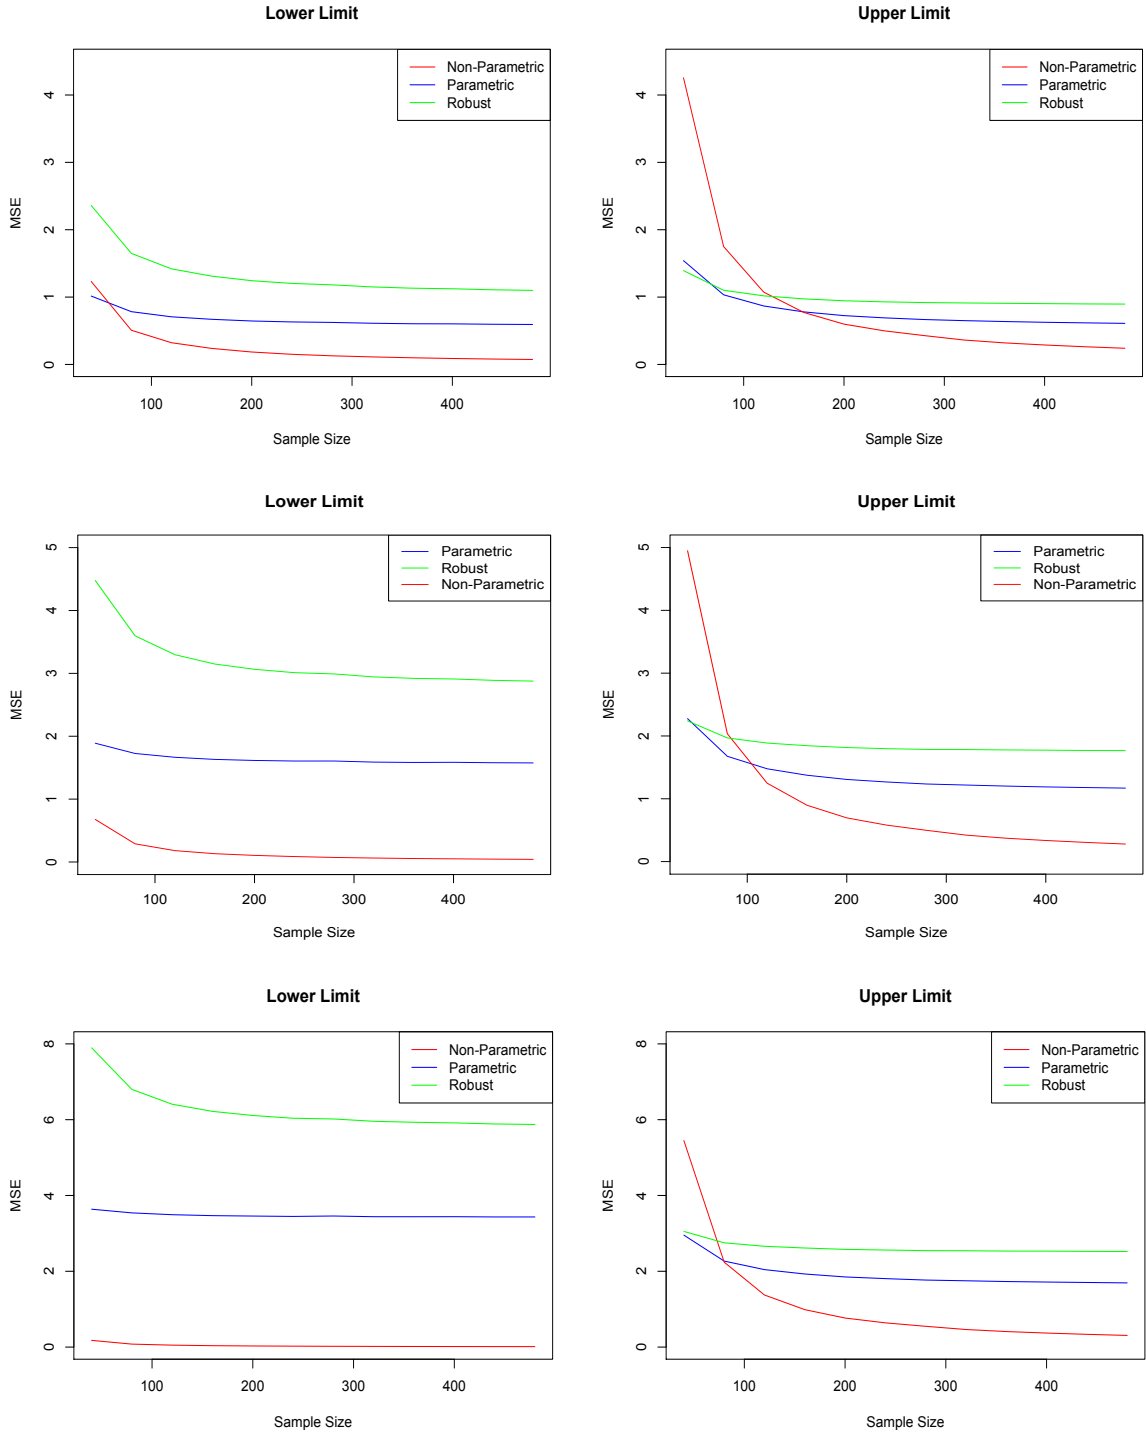 Lower Limit
MSE
0
1
2
3
4
Non-Parametric
Parametric
Robust
100
200
300
400
Sample Size
Upper Limit
MSE
0
1
2
3
4
Non-Parametric
Parametric
Robust
100
200
300
400
Sample Size
Lower Limit
MSE
0
1
2
3
4
5
Parametric
Robust
Non-Parametric
100
200
300
400
Sample Size
Upper Limit
MSE
0
1
2
3
4
5
Parametric
Robust
Non-Parametric
100
200
300
400
Sample Size
Lower Limit
MSE
0
2
4
6
8
Non-Parametric
Parametric
Robust
100
200
300
400
Sample Size
Upper Limit
MSE
0
2
4
6
8
Non-Parametric
Parametric
Robust
100
200
300
400
Sample Size